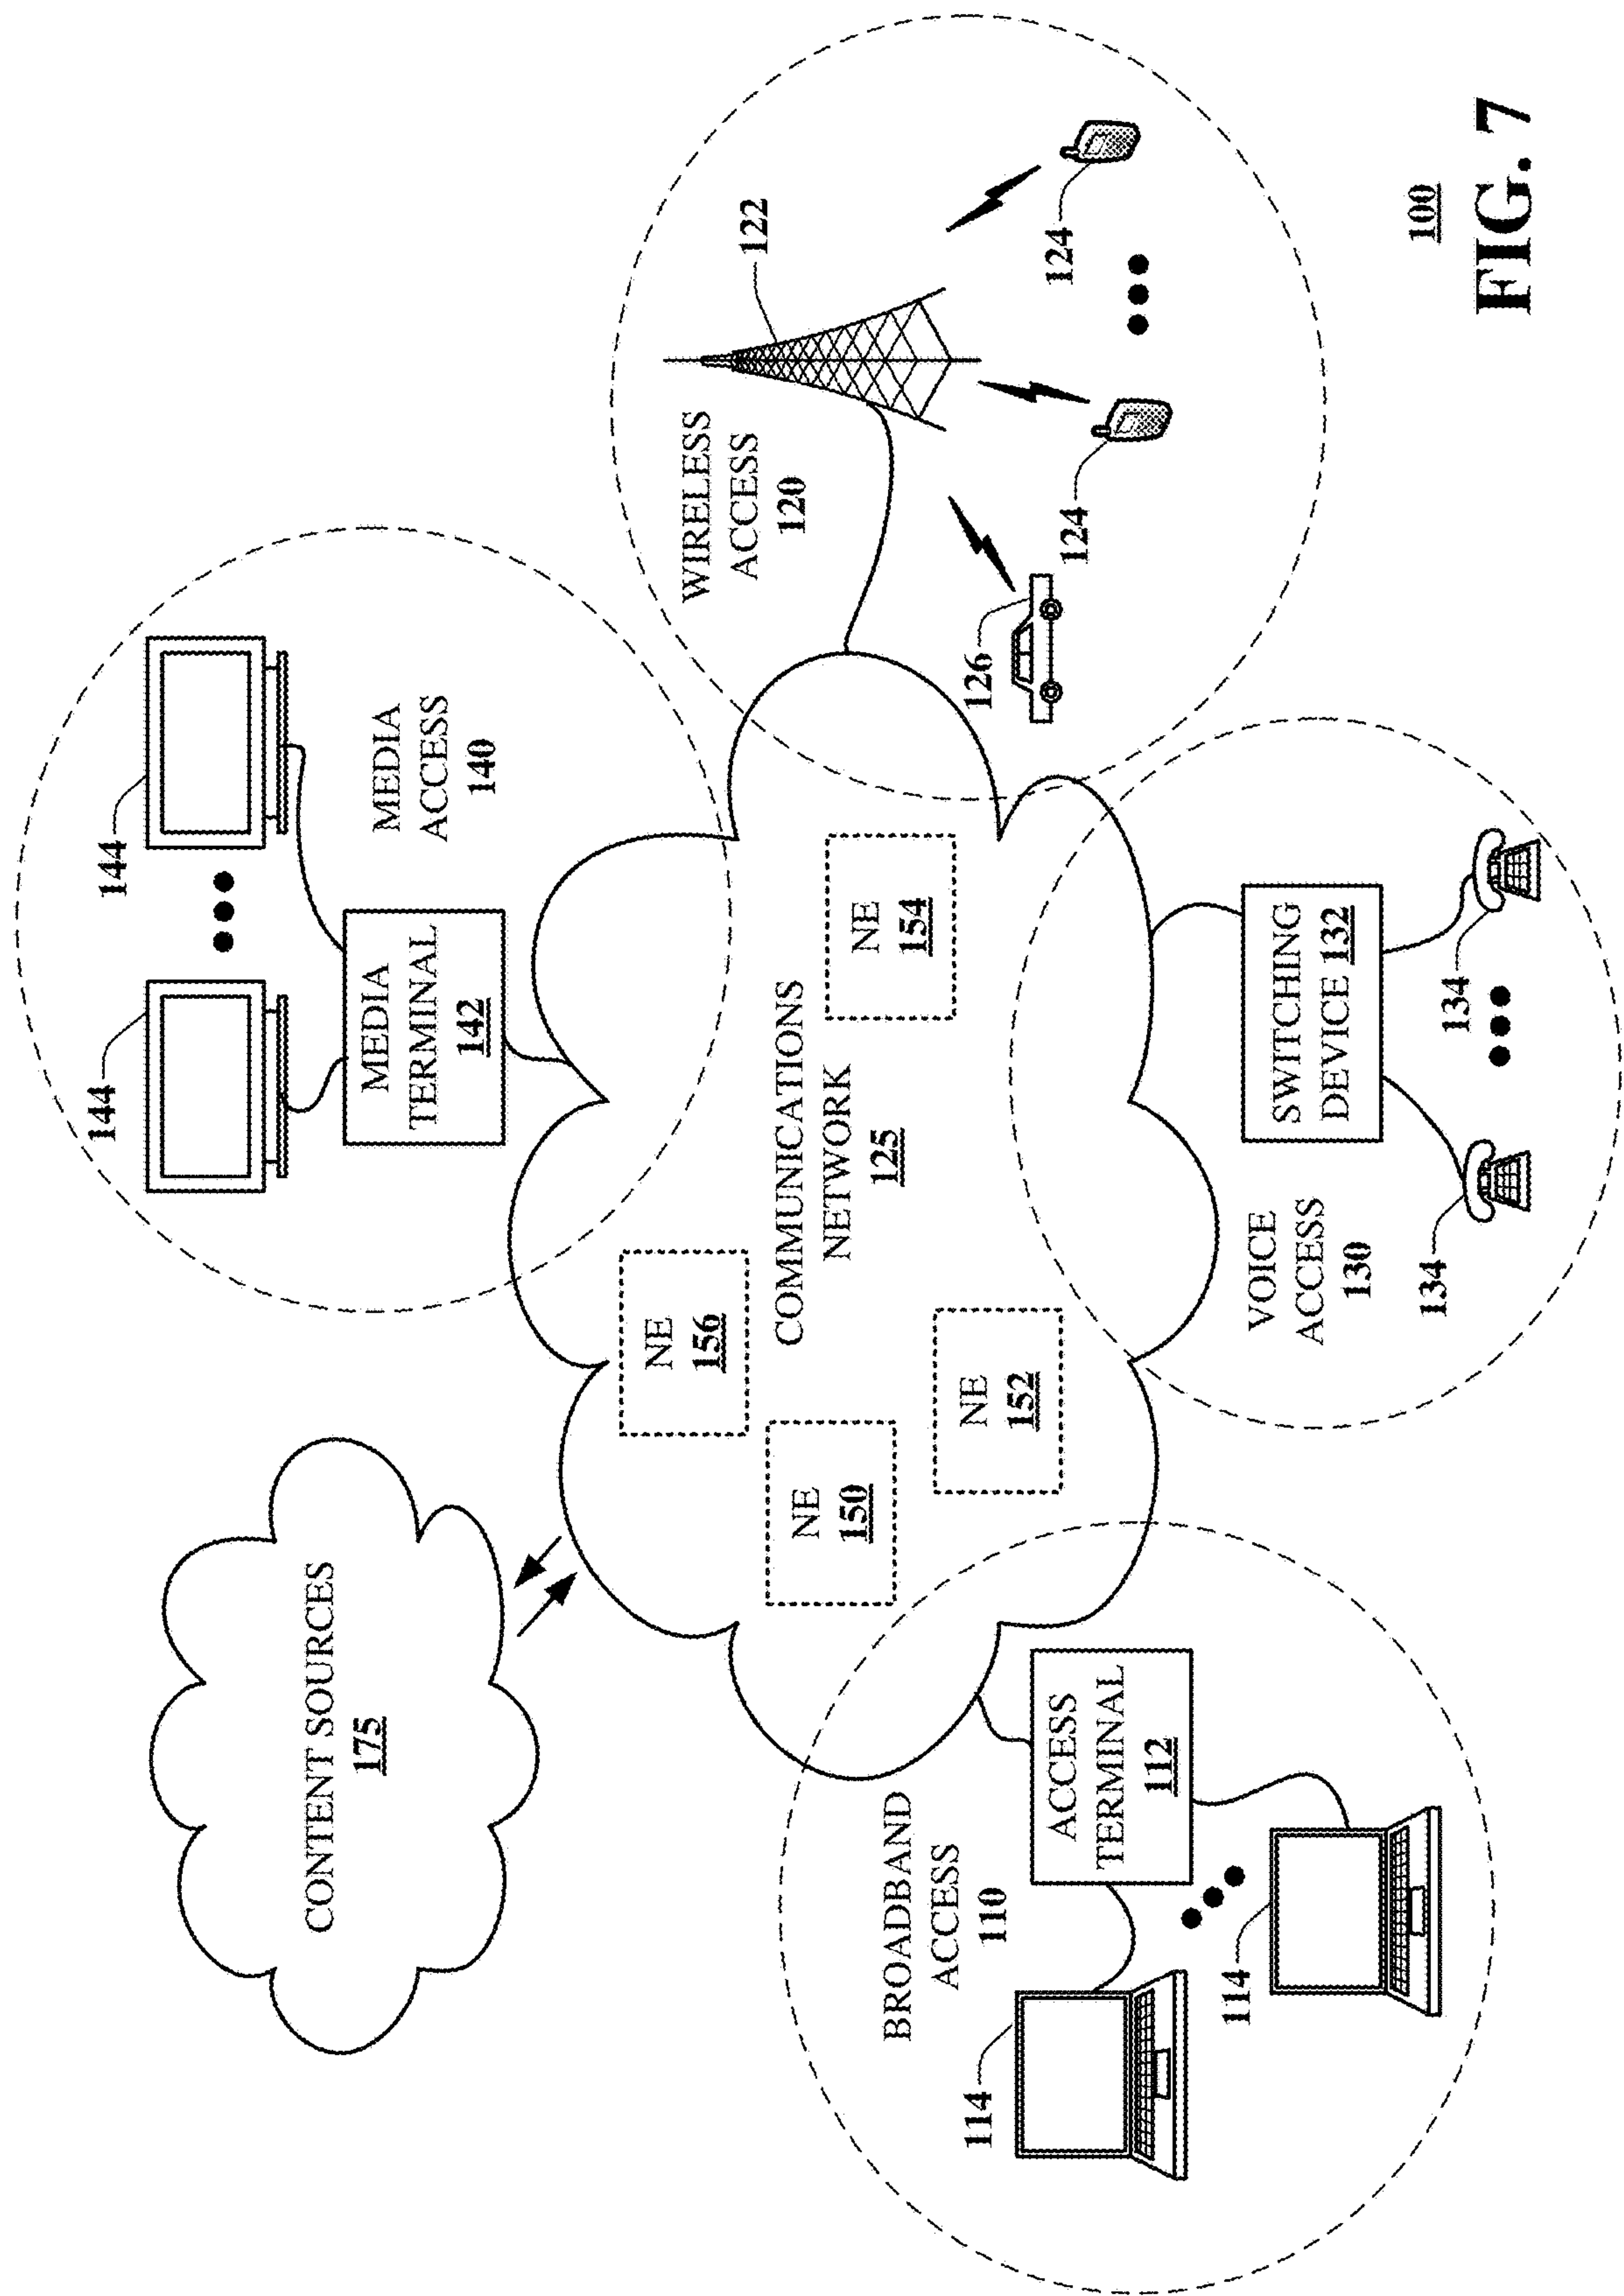 CONTENT SOURCES
175
144
144
MEDIA
TERMINAL
142
MEDIA
ACCESS
140
NE
156
NE
150
NE
152
COMMUNICATIONS
NETWORK
125
NE
154
WIRELESS
ACCESS
120
122
126
124
124
BROADBAND
ACCESS
110
ACCESS
TERMINAL
112
114
114
VOICE
ACCESS
130
SWITCHING
DEVICE 132
134
134
100
FIG. 7